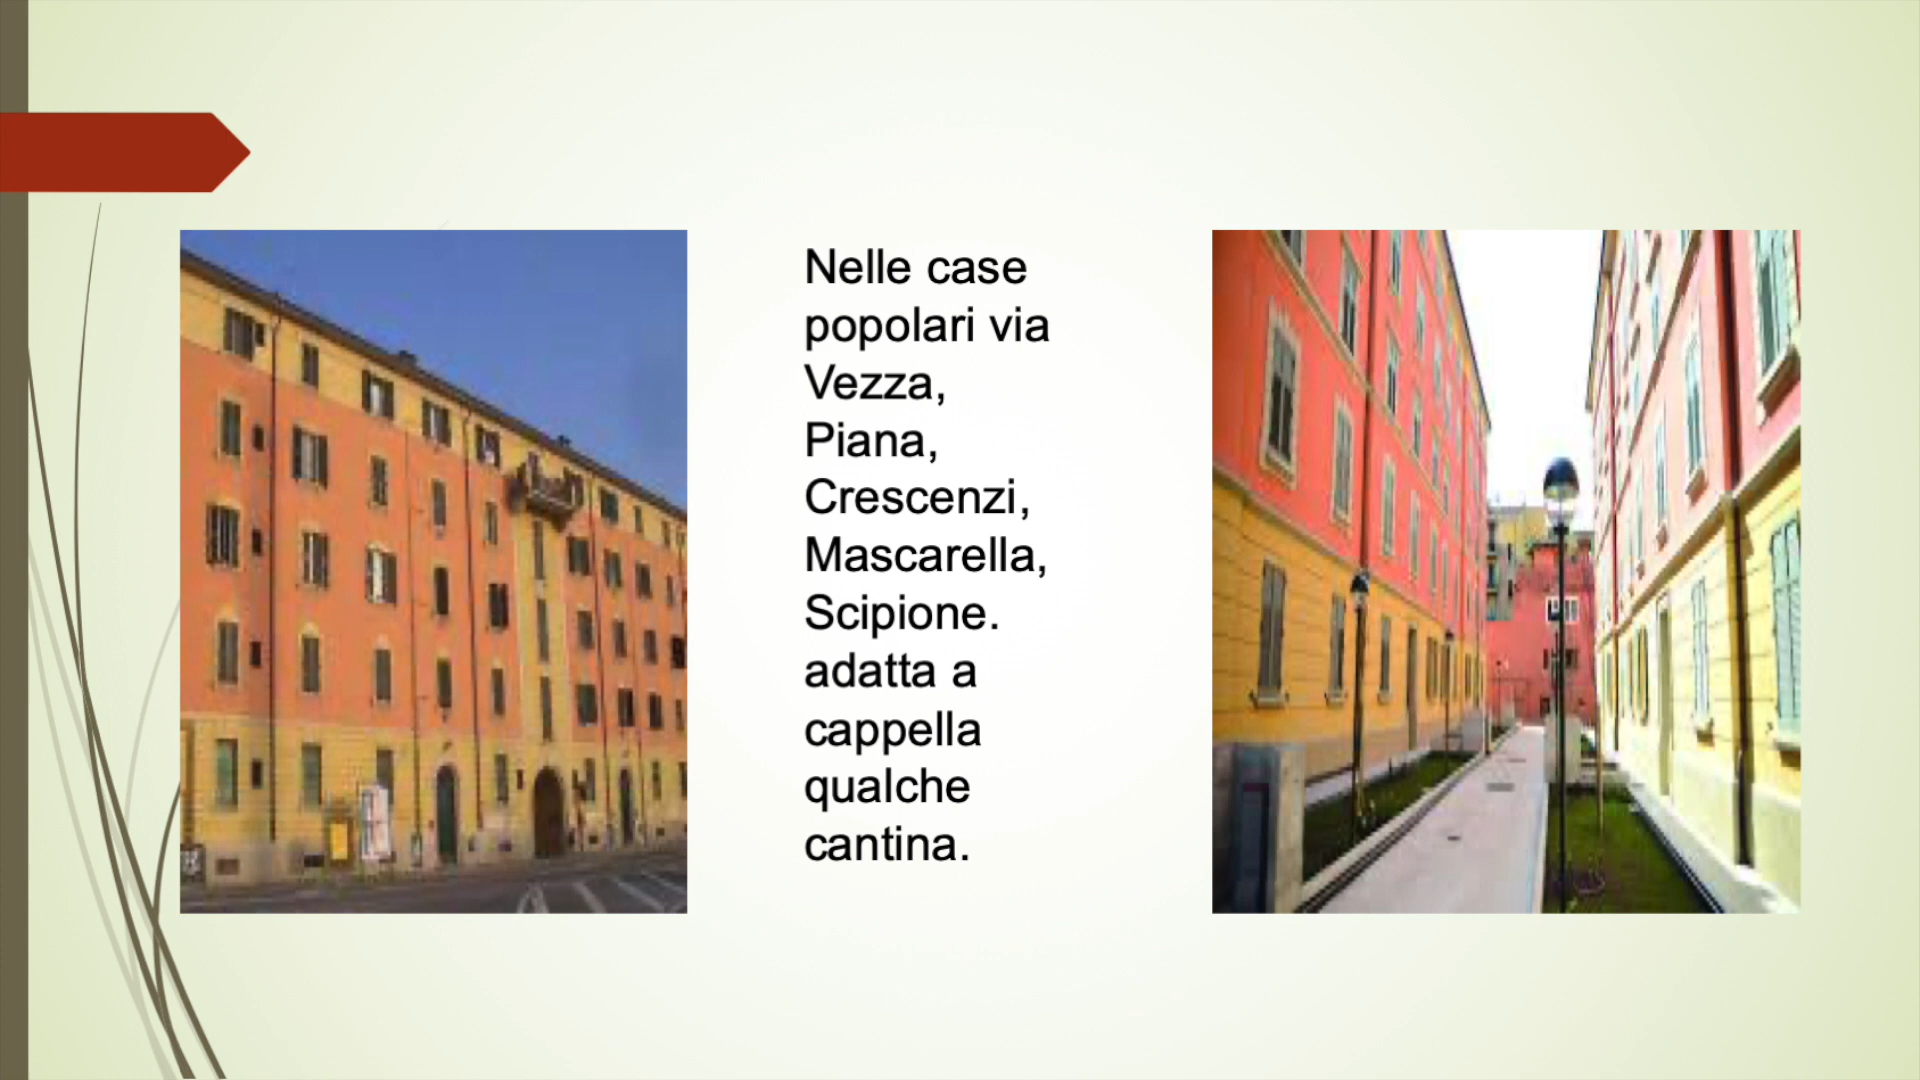 Nelle case
popolari via
Vezza,
Piana,
Crescenzi,
Mascarella,
Scipione.
adatta a
cappella
qualche
cantina.